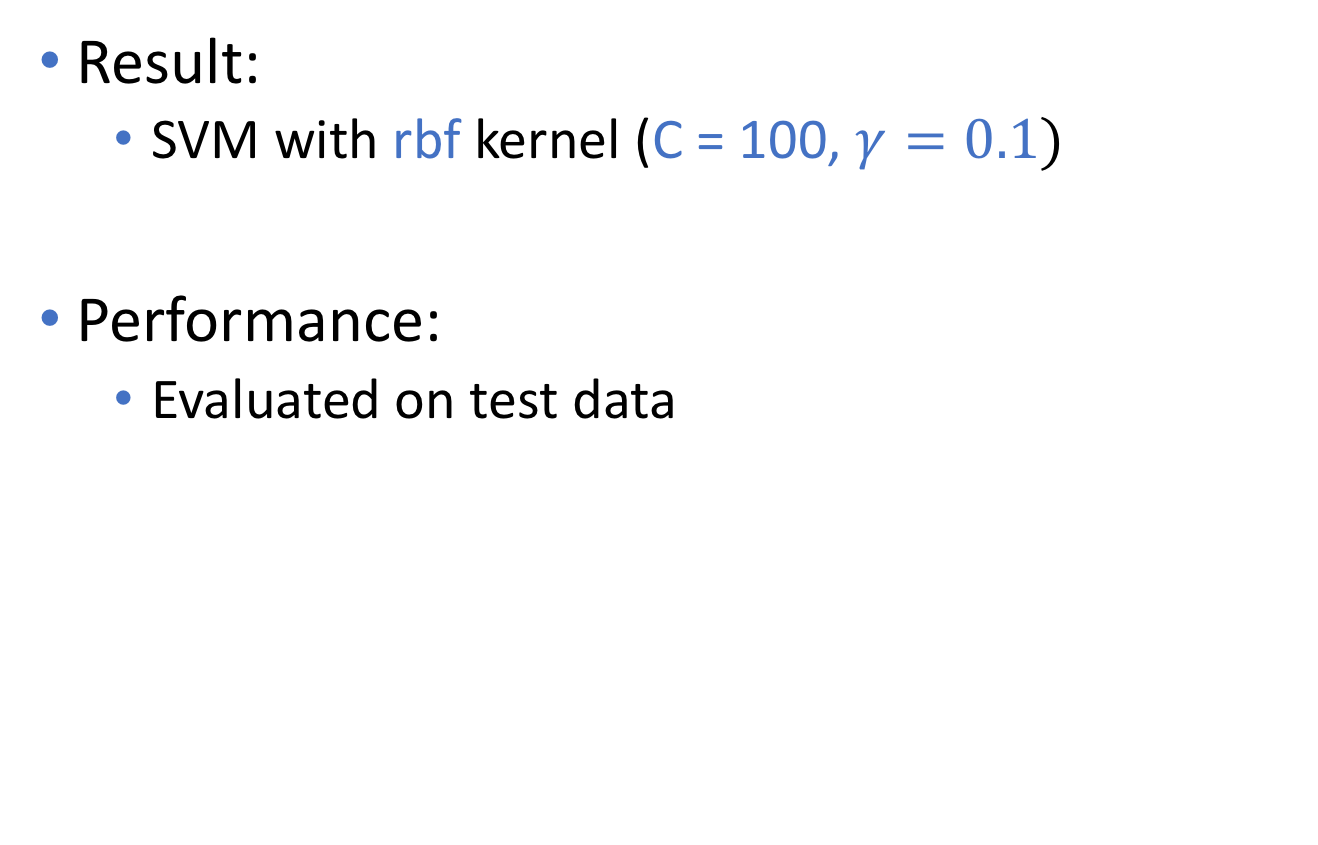 • Result:
• SVM with rbf kernel (C = 100, γ = 0.1)
• Performance:
• Evaluated on test data